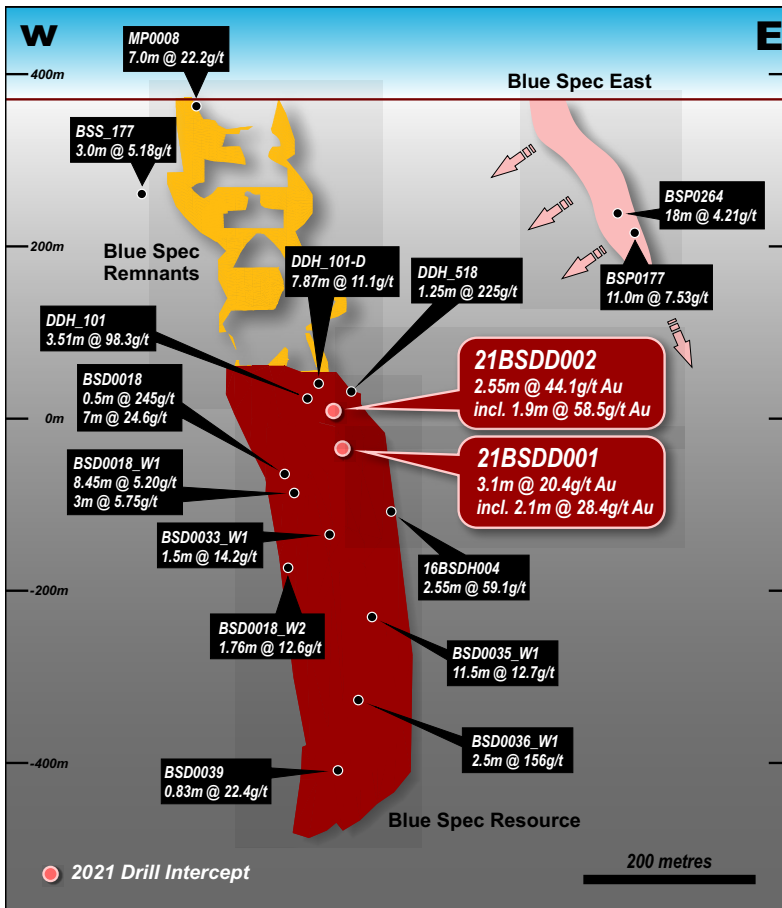 W
E
MP0008
7.0m @ 22.2g/t
400m
Blue Spec East
BSS_177
3.0m @ 5.18g/t
BSP0264
18m @ 4.21g/t
200m
Blue Spec
Remnants
DDH_101-D
7.87m @ 11.1g/t
DDH_518
1.25m @ 225g/t
BSP0177
11.0m @ 7.53g/t
DDH_101
3.51m @ 98.3g/t
21BSDD002
2.55m @ 44.1g/t Au
incl. 1.9m @ 58.5g/t Au
BSD0018
0.5m @ 245g/t
7m @ 24.6g/t
0m
21BSDD001
3.1m @ 20.4g/t Au
incl. 2.1m @ 28.4g/t Au
BSD0018_W1
8.45m @ 5.20g/t
3m @ 5.75g/t
BSD0033_W1
1.5m @ 14.2g/t
16BSDH004
2.55m @ 59.1g/t
-200m
BSD0018_W2
1.76m @ 12.6g/t
BSD0035_W1
11.5m @ 12.7g/t
BSD0036_W1
2.5m @ 156g/t
-400m
BSD0039
0.83m @ 22.4g/t
Blue Spec Resource
2021 Drill Intercept
200 metres